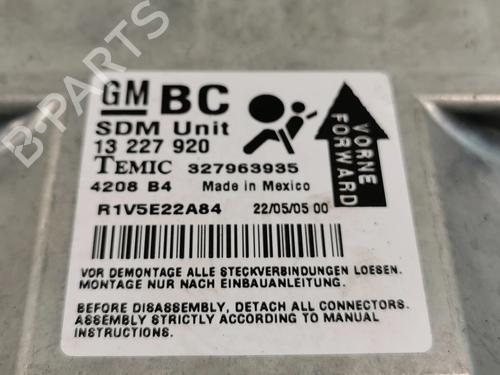 B-PARTS
GM BC
SDM Unit
13 227 920
TEMIC 327963935
4208 B4 Made in Mexico
R1V5E22A84 22/05/05 00
VORNE
FORWARD
VOR DEMONTAGE ALLE STECKVERBINDUNGEN LOESEN.
MONTAGE NUR NACH EINBAUANLEITUNG.
BEFORE DISASSEMBLY, DETACH ALL CONNECTORS.
ASSEMBLY STRICTLY ACCORDING TO MANUAL
INSTRUCTIONS.